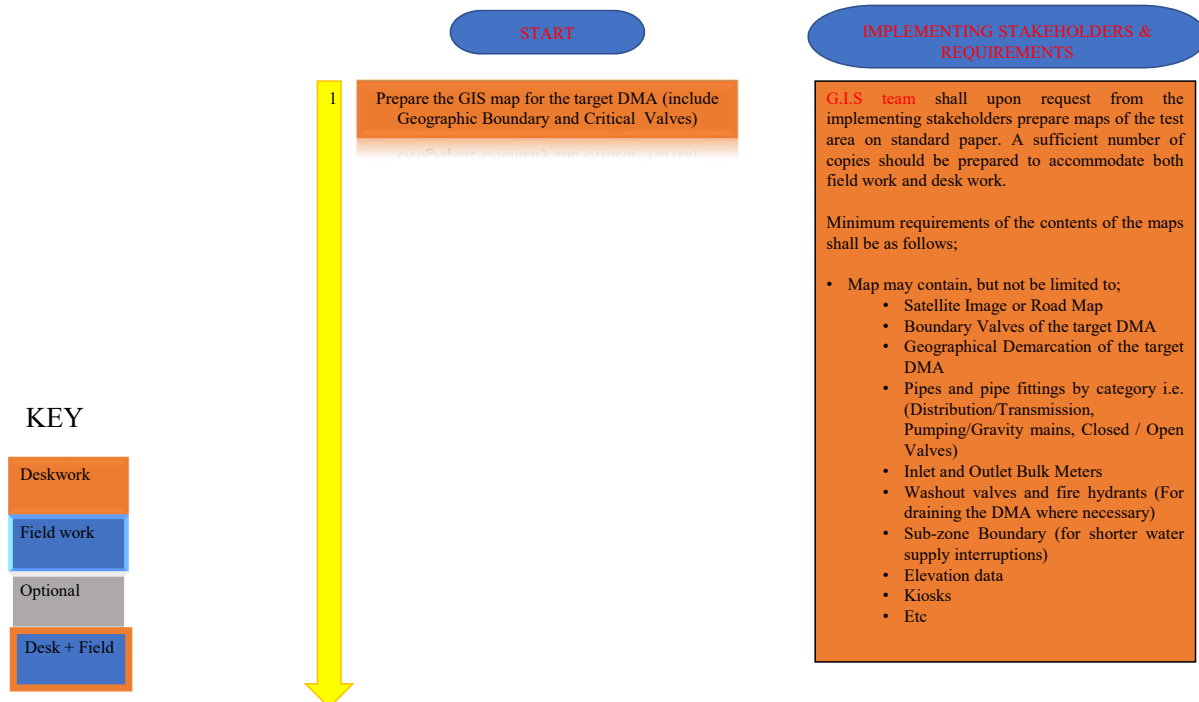 START
IMPLEMENTING STAKEHOLDERS &
REQUIREMENTS
1
Prepare the GIS map for the target DMA (include
Geographic Boundary and Critical Valves)
G.I.S team shall upon request from the
implementing stakeholders prepare maps of the test
area on standard paper. A sufficient number of
copies should be prepared to accommodate both
field work and desk work.
Minimum requirements of the contents of the maps
shall be as follows;
• Map may contain, but not be limited to;
• Satellite Image or Road Map
• Boundary Valves of the target DMA
• Geographical Demarcation of the target
DMA
• Pipes and pipe fittings by category i.e.
(Distribution/Transmission,
Pumping/Gravity mains, Closed / Open
Valves)
• Inlet and Outlet Bulk Meters
• Washout valves and fire hydrants (For
draining the DMA where necessary)
• Sub-zone Boundary (for shorter water
supply interruptions)
• Elevation data
• Kiosks
• Etc
KEY
Deskwork
Field work
Optional
Desk + Field